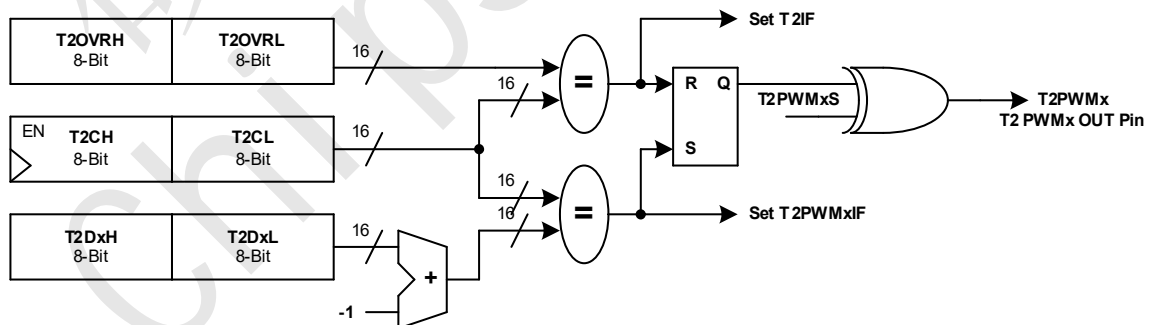 Set T2IF
T2OVRH T2OVRL
8-Bit 8-Bit
16
=
16
R Q
S
T2PWMxS
T2PWMx
T2 PWMx OUT Pin
EN
T2CH T2CL
8-Bit 8-Bit
16
16
16
=
Set T2PWMxIF
T2DxH T2DxL
8-Bit 8-Bit
16
+
-1
chips